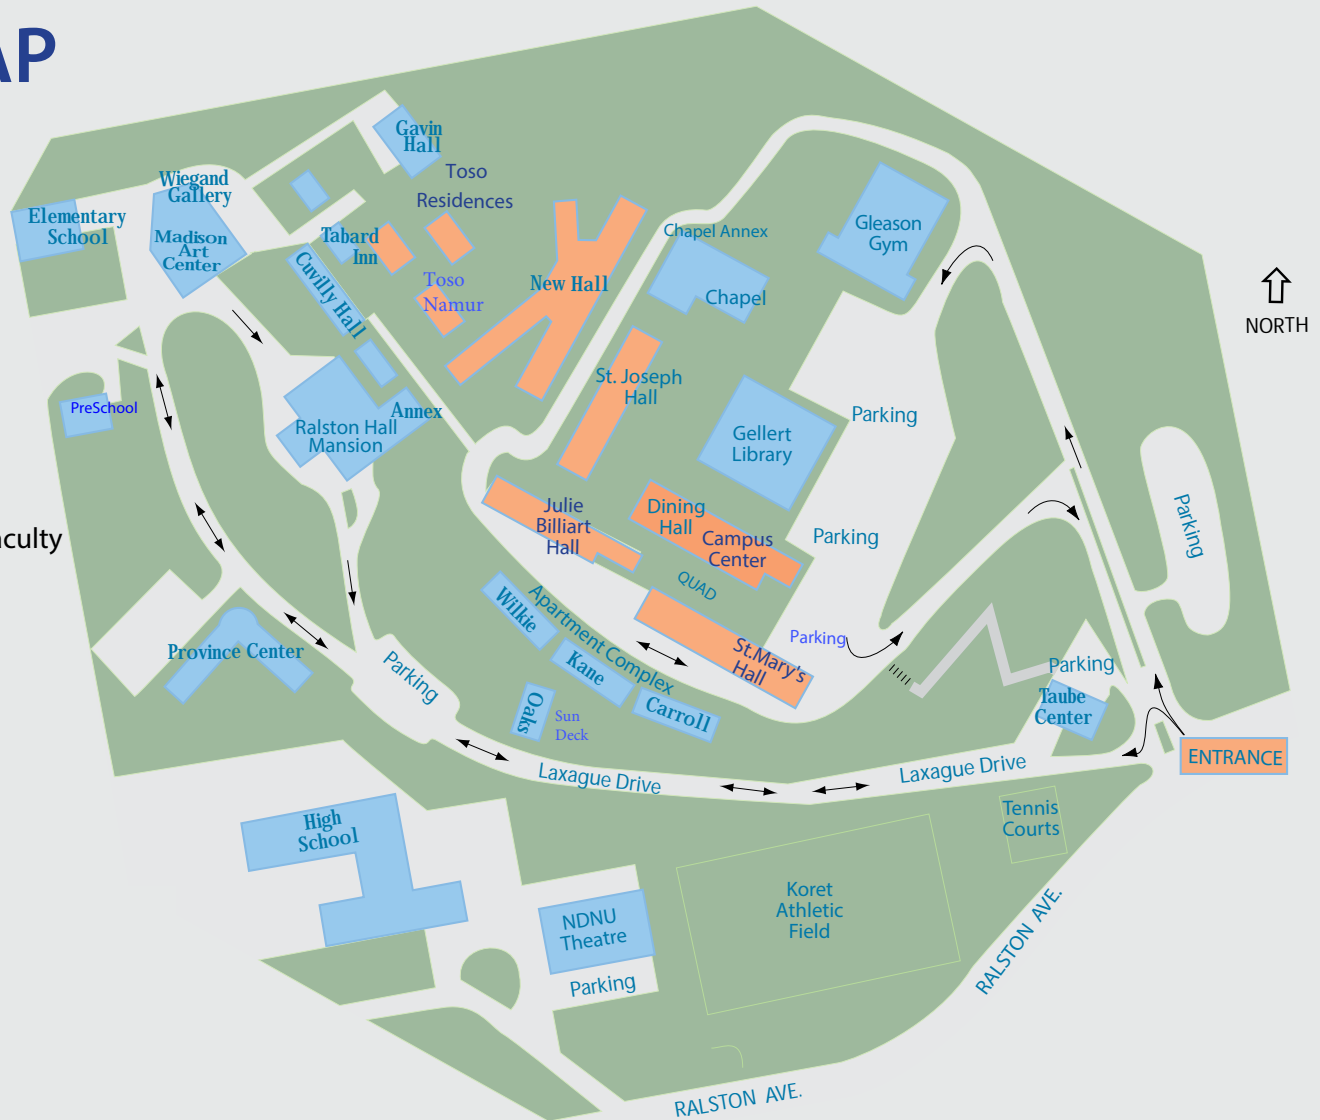 AP
Gavin
Hall
Toso
Residences
Wiegand
Gallery
Elementary
School
Madison
Art
Center
Tabard
Inn
Cuvilly Hall
Toso
Namur
New Hall
Chapel Annex
Chapel
Gleason
Gym
NORTH
St. Joseph
Hall
PreSchool
Annex
Ralston Hall
Mansion
Gellert
Library
Parking
Parking
Parking
Julie
Billiart
Hall
Dining
Hall
Campus
Center
QUAD
culty
Wilkie
Apartment Complex
Kane
Carroll
Oaks
Sun
Deck
St.Mary's
Hall
Parking
Parking
Taube
Center
Province Center
Parking
ENTRANCE
Laxague Drive
Laxague Drive
Tennis
Courts
High
School
Koret
Athletic
Field
NDNU
Theatre
Parking
RALSTON AVE.
RALSTON AVE.